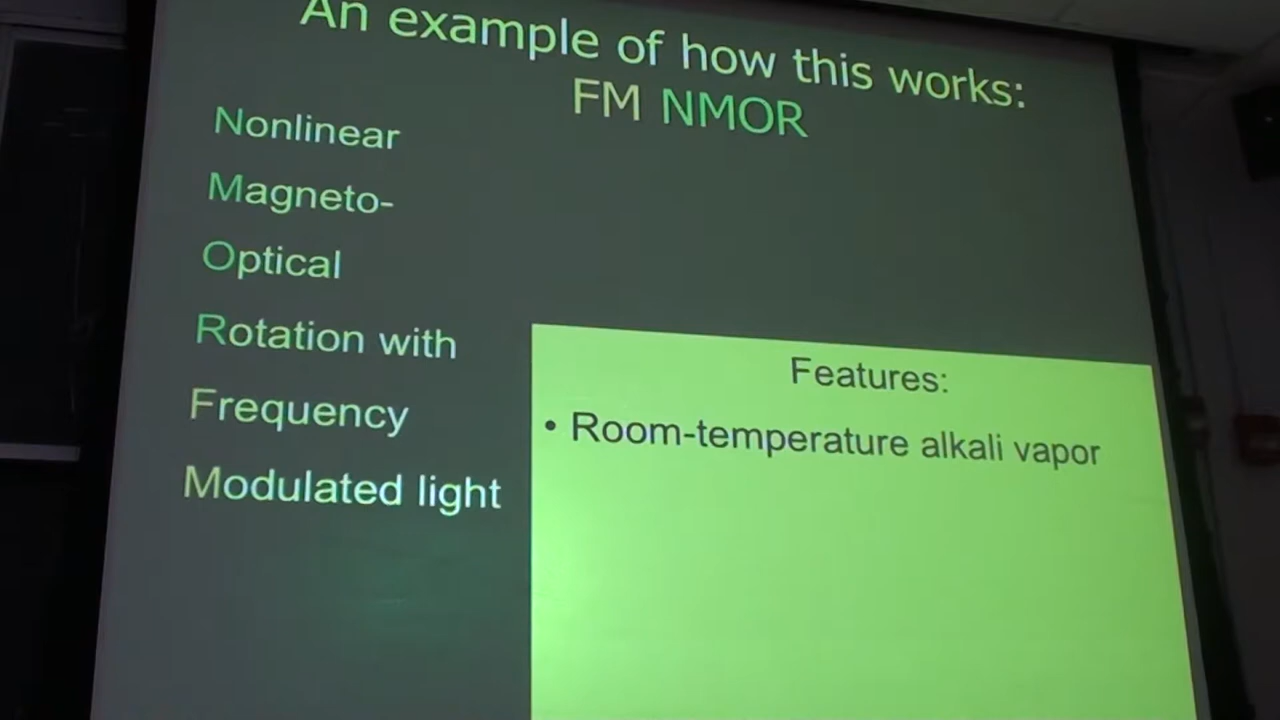 An example of how this works:
FM NMOR
Nonlinear
Magneto-
Optical
Rotation with
Frequency
Modulated light
Features:
• Room-temperature alkali vapor